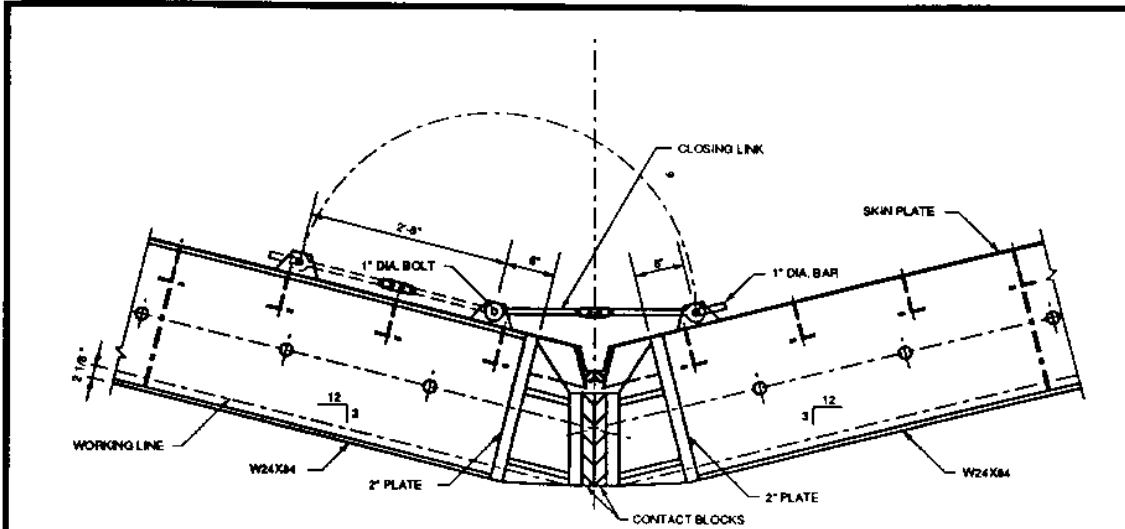 CLOSING LINK
SKIN PLATE
2'-8"
6"
6"
1" DIA. BOLT
1" DIA. BAR
2 1/8"
12
3
12
3
WORKING LINE
W24X84
W24X84
2" PLATE
2" PLATE
CONTACT BLOCKS